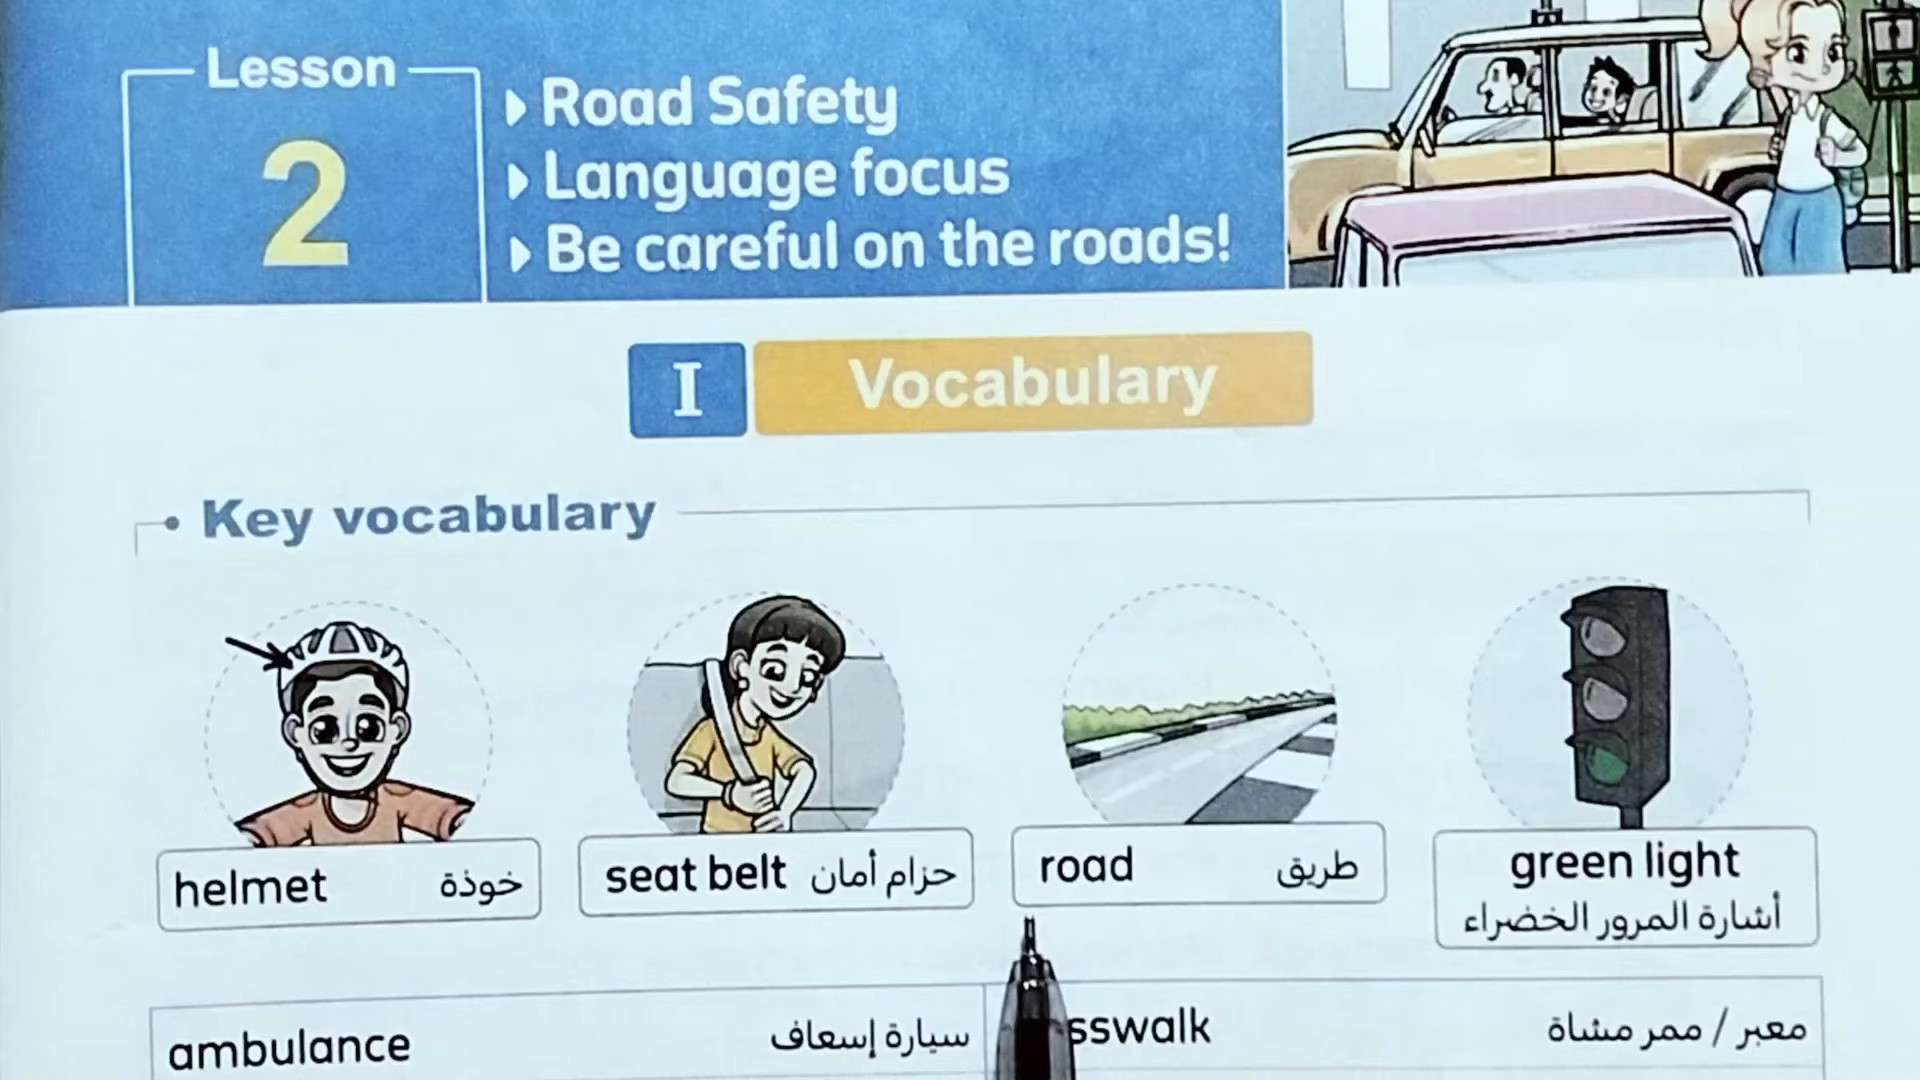 Lesson
2
Road Safety
Language focus
Be careful on the roads!
I Vocabulary
Key vocabulary
helmet خوذة
seat belt حزام أمان
road طريق
green light
أشارة المرور الخضراء
ambulance سيارة إسعاف
sswalk معبر / ممر مشاة